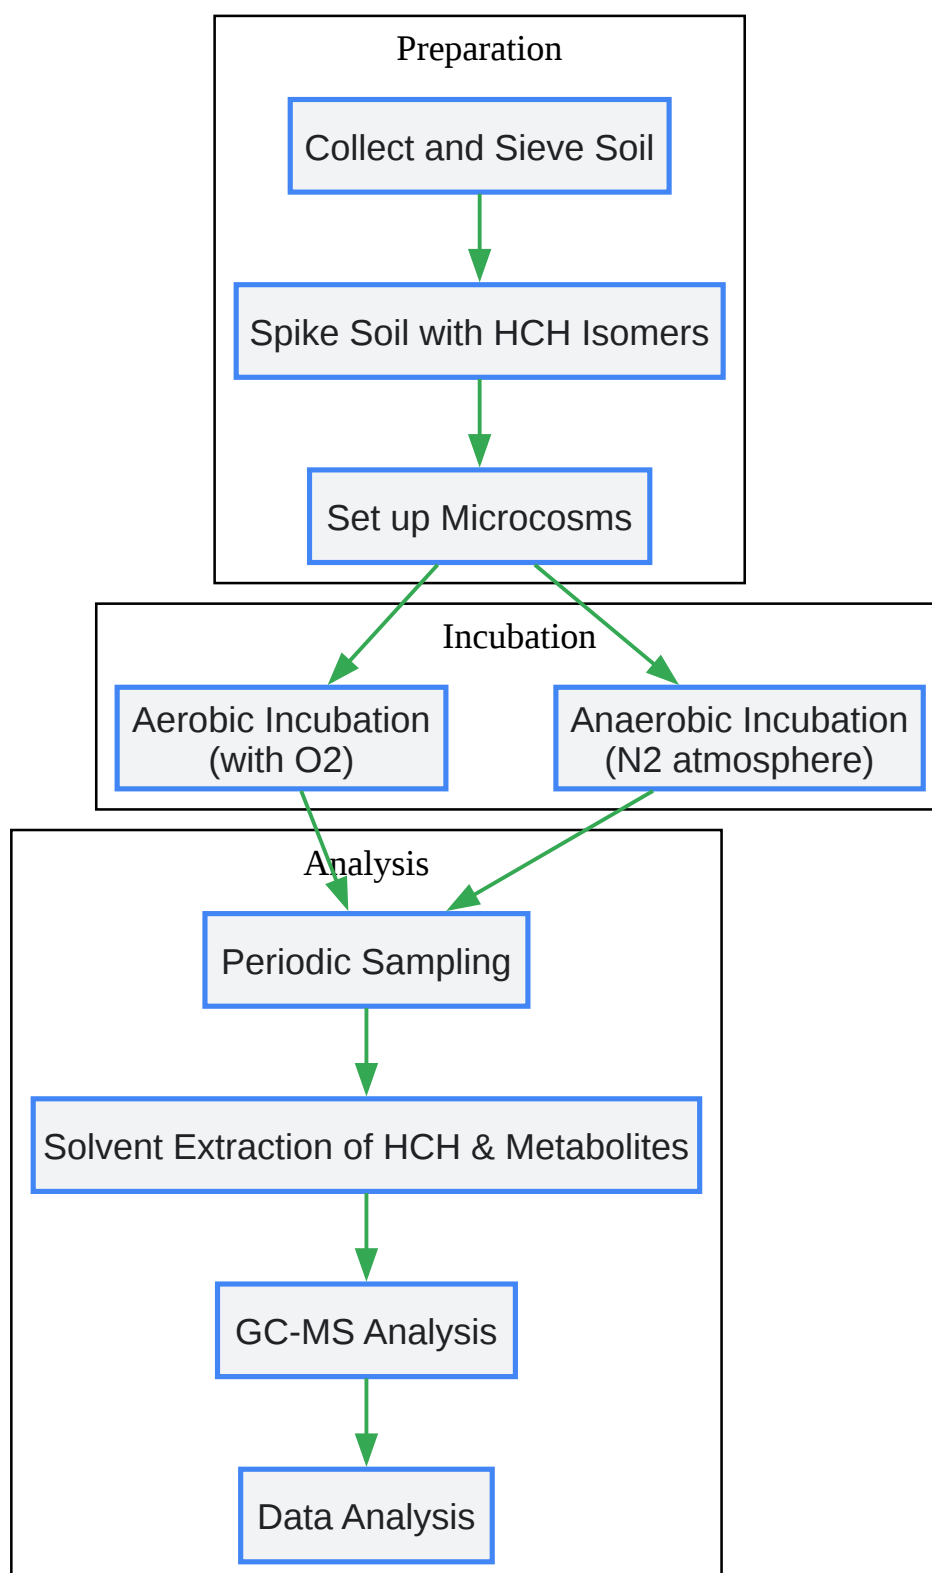 Preparation
Collect and Sieve Soil
Spike Soil with HCH Isomers
Set up Microcosms
Incubation
Aerobic Incubation
(with O2)
Anaerobic Incubation
(N2 atmosphere)
Analysis
Periodic Sampling
Solvent Extraction of HCH & Metabolites
GC-MS Analysis
Data Analysis